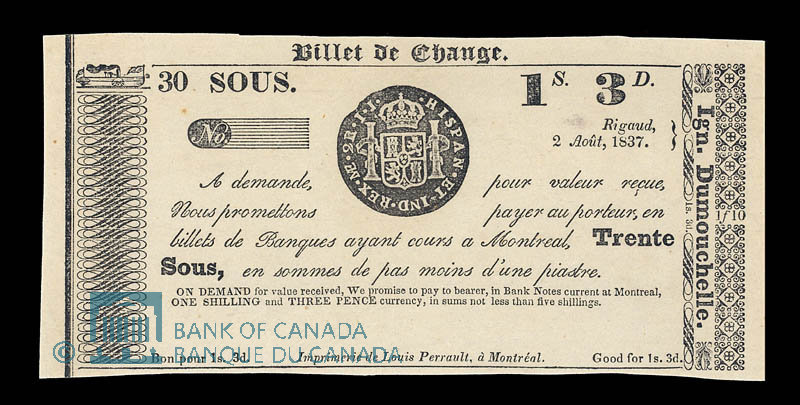 Billet de Change.
30 SOUS. 1S. 3D.
No.
Rigaud,
2 Août, 1837.
HISPAN·ET·IND·REX·M·
A demande, pour valeur reçue,
Nous promettons payer au porteur, en
billets de Banques ayant cours a Montreal, Trente
Sous, en sommes de pas moins d'une piastre.
ON DEMAND for value received, We promise to pay to bearer, in Bank Notes current at Montreal,
ONE SHILLING and THREE PENCE currency, in sums not less than five shillings.
Bon pour 1s. 3d. Imprimerie de Louis Perrault, à Montréal. Good for 1s. 3d.
Ign. Dumouchelle.
1s. 3d.
1f 10
© BANK OF CANADA
BANQUE DU CANADA